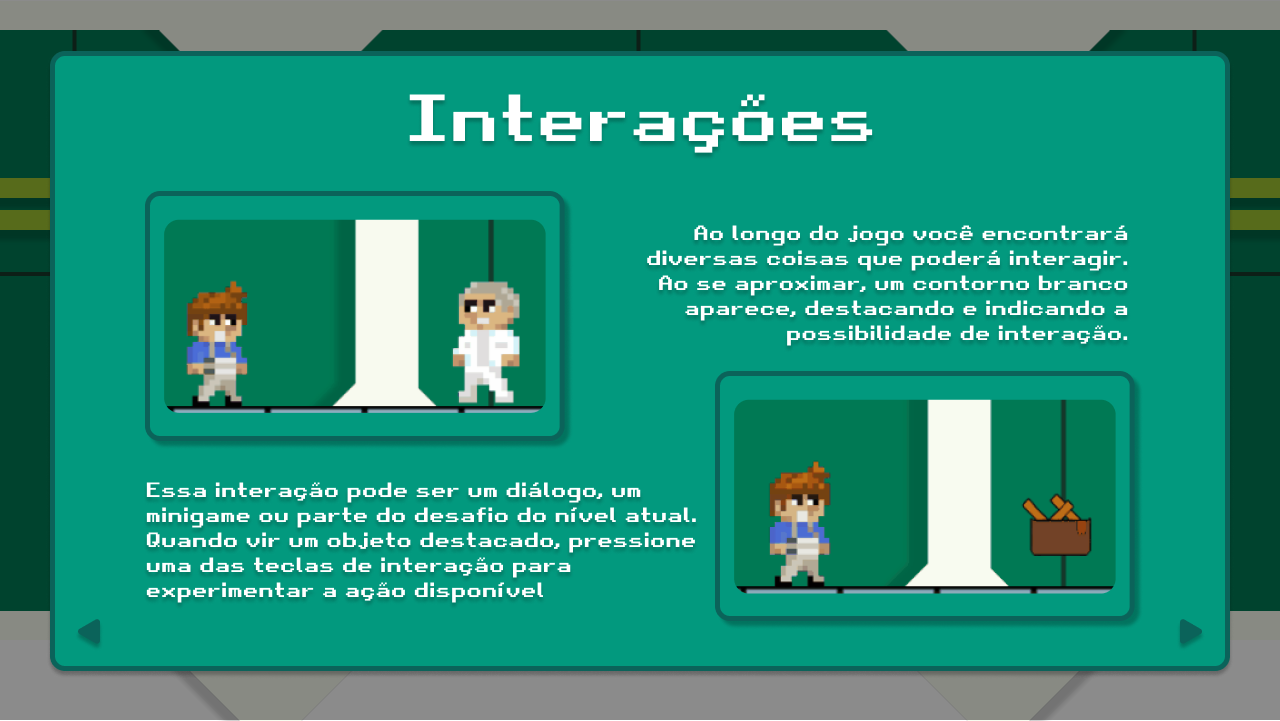 Interações
Ao longo do jogo você encontrará
diversas coisas que poderá interagir.
Ao se aproximar, um contorno branco
aparece, destacando e indicando a
possibilidade de interação.
Essa interação pode ser um diálogo, um
minigame ou parte do desafio do nível atual.
Quando vir um objeto destacado, pressione
uma das teclas de interação para
experimentar a ação disponível